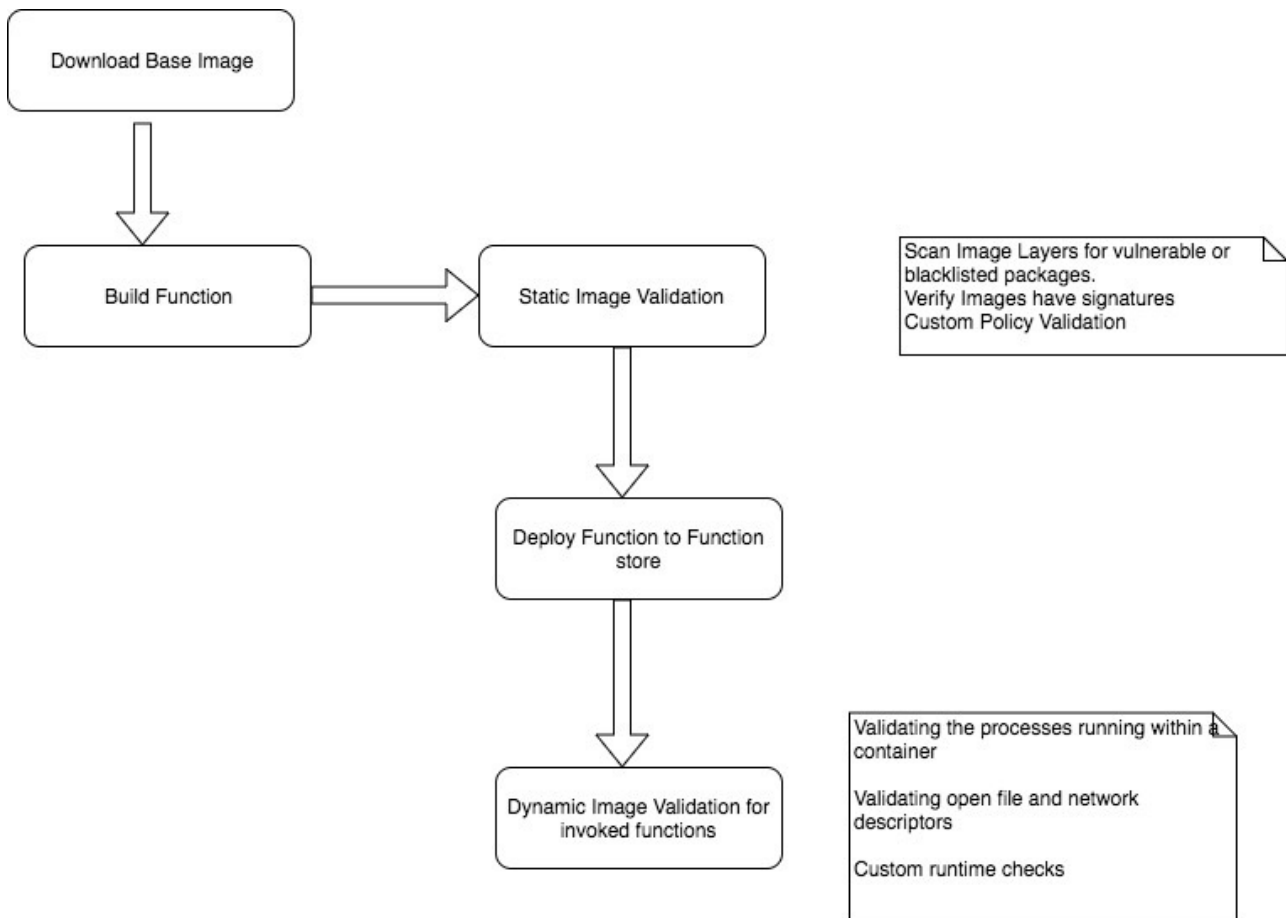 Download Base Image
Build Function
Static Image Validation
Scan Image Layers for vulnerable or
blacklisted packages.
Verify Images have signatures
Custom Policy Validation
Deploy Function to Function
store
Dynamic Image Validation for
invoked functions
Validating the processes running within a
container
Validating open file and network
descriptors
Custom runtime checks